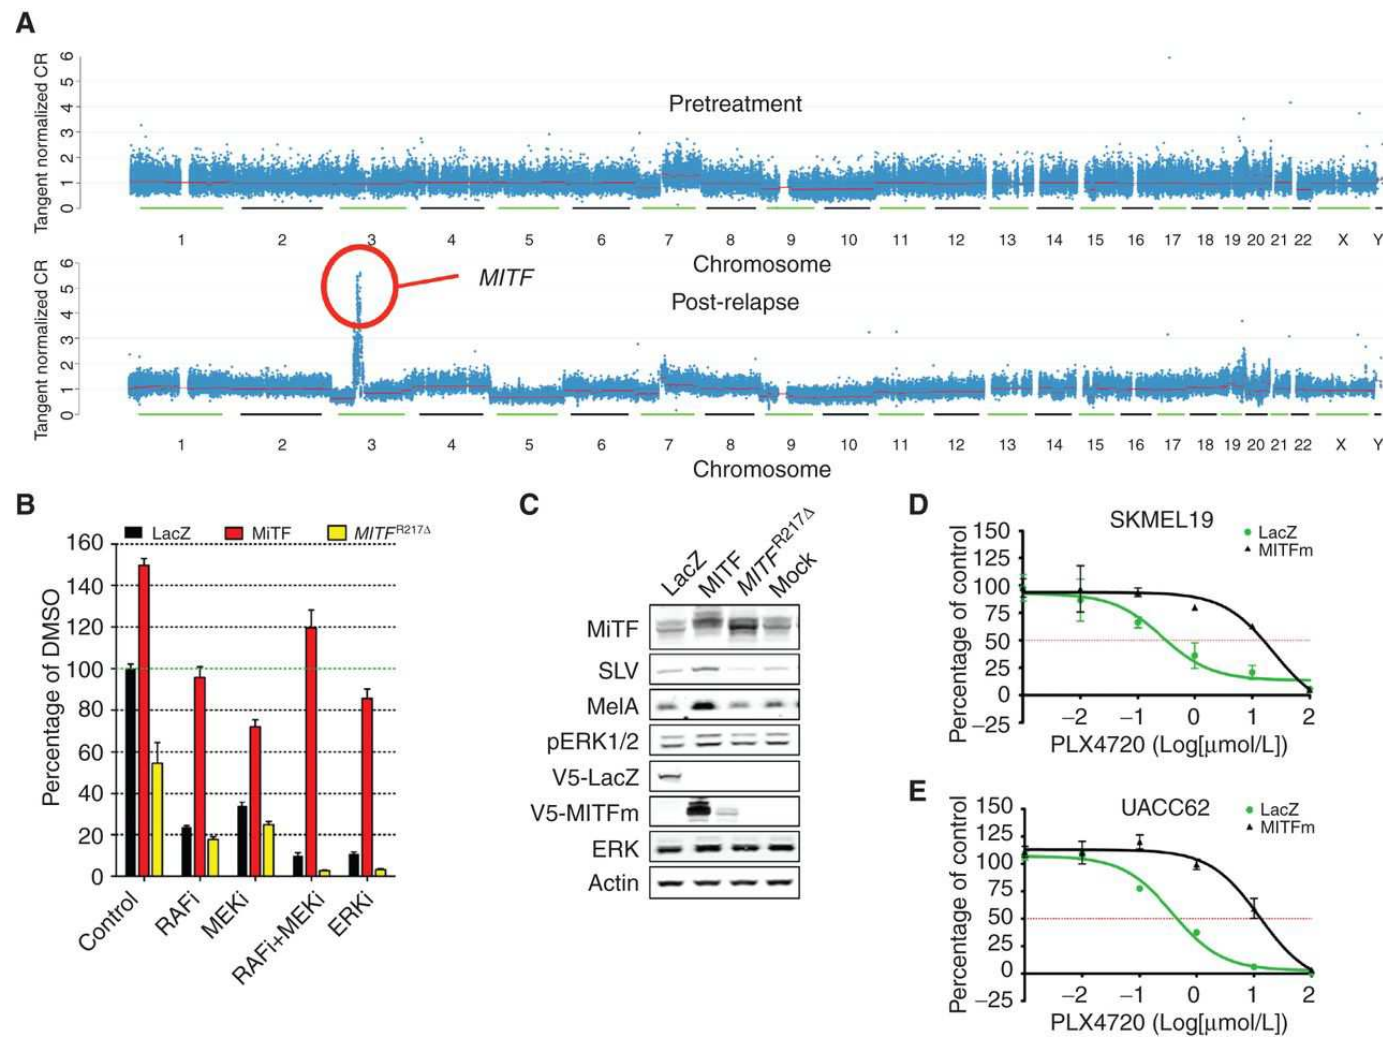 A
Tangent normalized CR
6
5
4
3
2
1
0
Pretreatment
1 2 3 4 5 6 7 8 9 10 11 12 13 14 15 16 17 18 19 20 21 22 X Y
Chromosome
Tangent normalized CR
6
5
4
3
2
1
0
MITF
Post-relapse
1 2 3 4 5 6 7 8 9 10 11 12 13 14 15 16 17 18 19 20 21 22 X Y
Chromosome
B
LacZ MiTF MITFR217Δ
Percentage of DMSO
160
140
120
100
80
60
40
20
0
Control RAFi MEKi RAFi+MEKi ERKi
C
LacZ MITF MITFR217Δ Mock
MiTF
SLV
MelA
pERK1/2
V5-LacZ
V5-MITFm
ERK
Actin
D
SKMEL19
LacZ
MITFm
Percentage of control
150
125
100
75
50
25
0
−25
−2 −1 0 1 2
PLX4720 (Log[μmol/L])
E
UACC62
LacZ
MITFm
Percentage of control
150
125
100
75
50
25
0
−25
−2 −1 0 1 2
PLX4720 (Log[μmol/L])